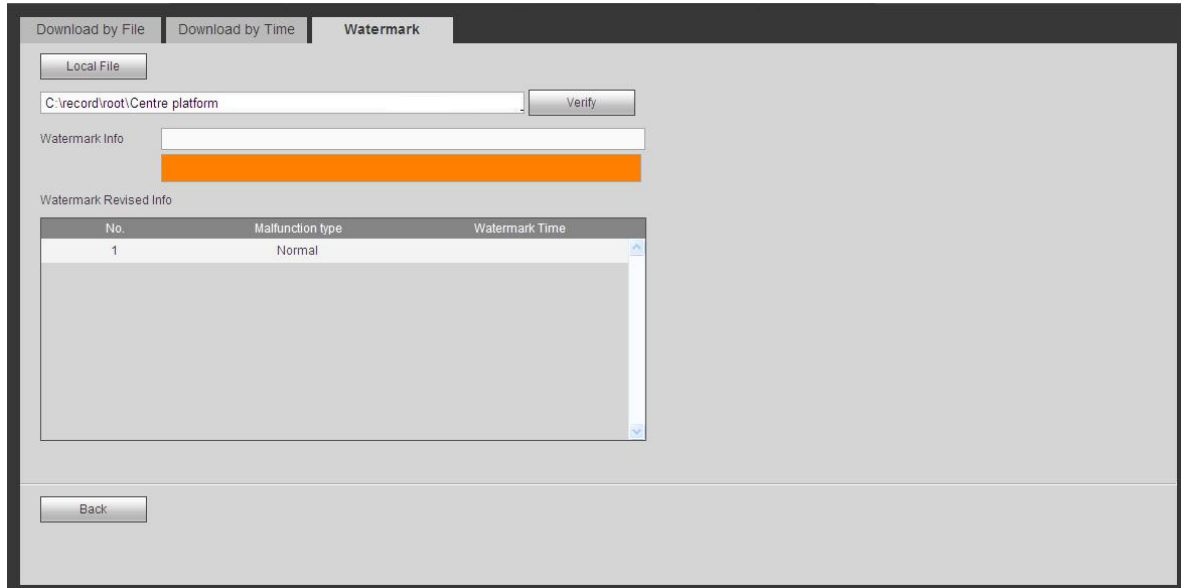 Download by File Download by Time Watermark
Local File
C:\record\root\Centre platform Verify
Watermark Info
Watermark Revised Info
No. Malfunction type Watermark Time
1 Normal
Back